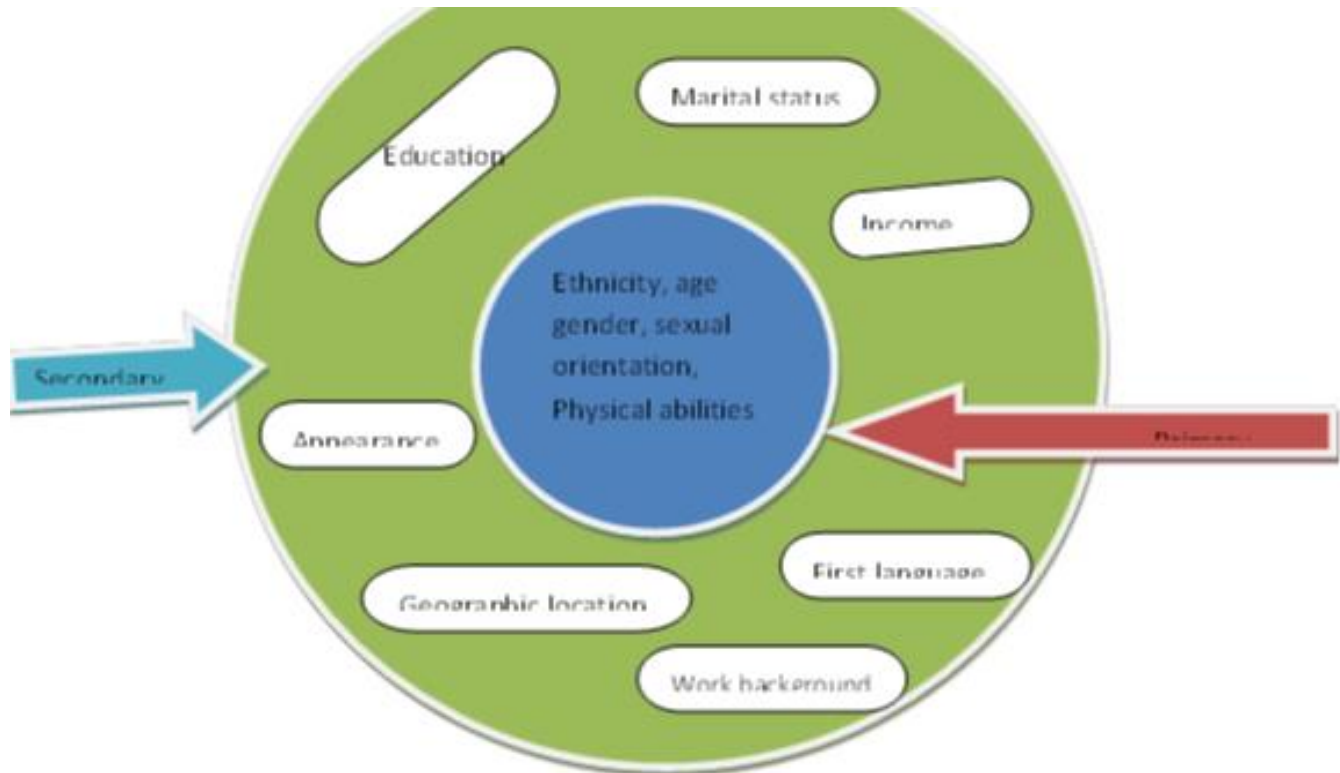 Marital status
Education
Income
Ethnicity, age
gender, sexual
orientation,
Physical abilities
Secondary
Appearance
First language
Geographic location
Work background